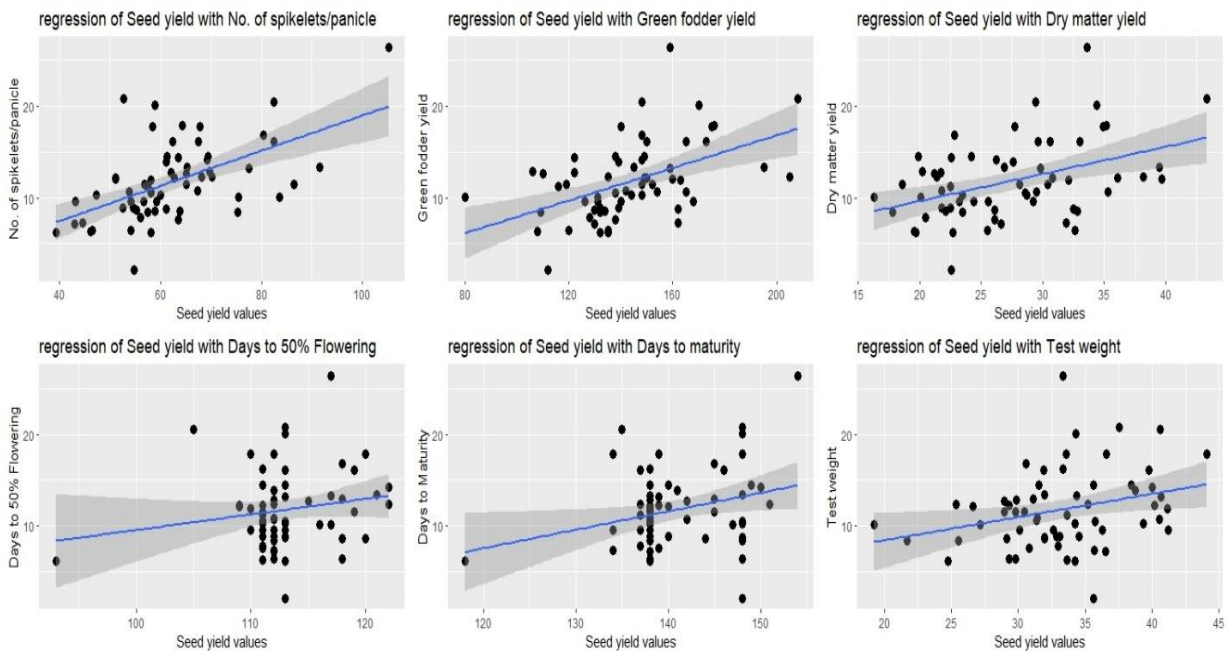 regression of Seed yield with No. of spikelets/panicle
No. of spikelets/panicle
20
10
40
60
80
100
Seed yield values
regression of Seed yield with Green fodder yield
Green fodder yield
20
10
80
120
160
200
Seed yield values
regression of Seed yield with Dry matter yield
Dry matter yield
20
10
15
20
25
30
35
40
Seed yield values
regression of Seed yield with Days to 50% Flowering
Days to 50% Flowering
20
10
100
110
120
Seed yield values
regression of Seed yield with Days to maturity
Days to Maturity
20
10
120
130
140
150
Seed yield values
regression of Seed yield with Test weight
Test weight
20
10
20
25
30
35
40
45
Seed yield values